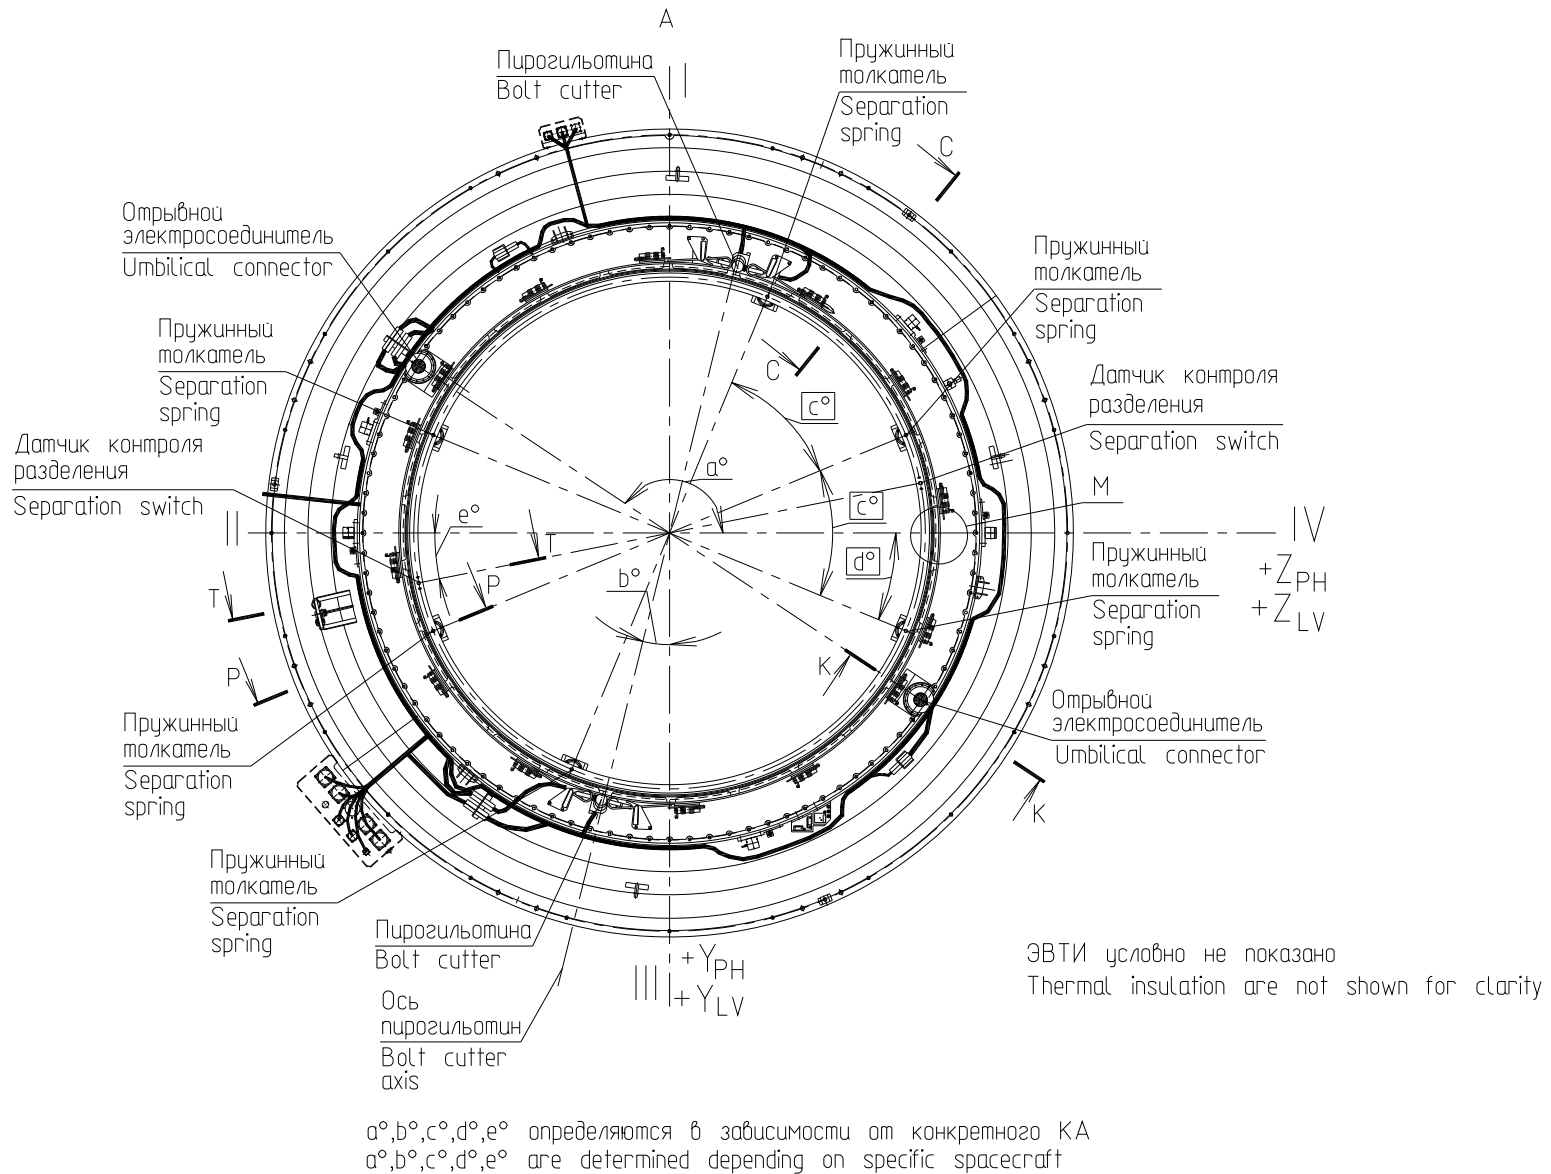 A
Пирогильотина
Bolt cutter
Пружинный
толкатель
Separation
spring
C
Отрывной
электросоединитель
Umbilical connector
Пружинный
толкатель
Separation
spring
Пружинный
толкатель
Separation
spring
C
c°
Датчик контроля
разделения
Separation switch
Датчик контроля
разделения
Separation switch
a°
M
c°
e°
II
IV
T
d°
Пружинный
толкатель
Separation
spring
+Z PH
+Z LV
P
b°
T
K
P
Отрывной
электросоединитель
Umbilical connector
Пружинный
толкатель
Separation
spring
K
Пружинный
толкатель
Separation
spring
Пирогильотина
Bolt cutter
III
+Y PH
+Y LV
Ось
пирогильотин
Bolt cutter
axis
ЭВТИ условно не показано
Thermal insulation are not shown for clarity
a°,b°,c°,d°,e° определяются в зависимости от конкретного КА
a°,b°,c°,d°,e° are determined depending on specific spacecraft